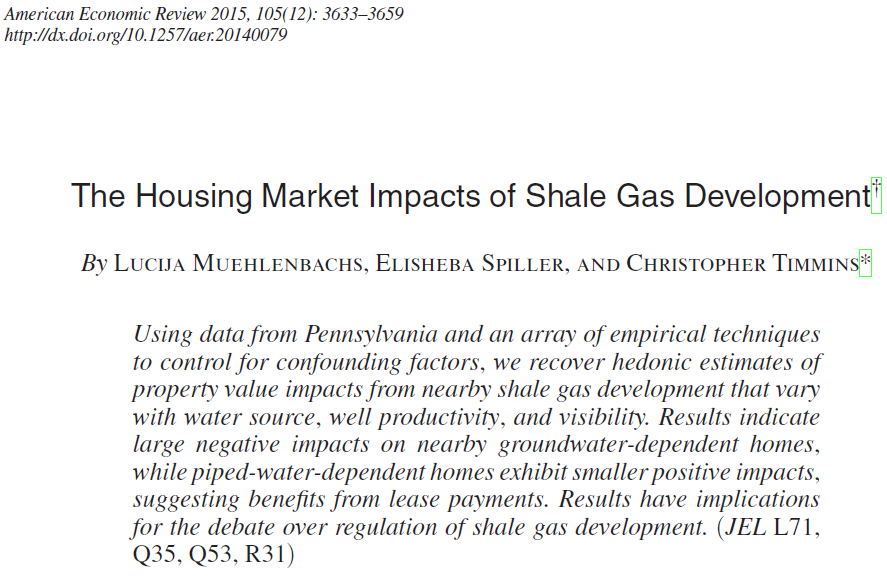 American Economic Review 2015, 105(12): 3633–3659
http://dx.doi.org/10.1257/aer.20140079
The Housing Market Impacts of Shale Gas Development†
By Lucija Muehlenbachs, Elisheba Spiller, and Christopher Timmins*
Using data from Pennsylvania and an array of empirical techniques
to control for confounding factors, we recover hedonic estimates of
property value impacts from nearby shale gas development that vary
with water source, well productivity, and visibility. Results indicate
large negative impacts on nearby groundwater-dependent homes,
while piped-water-dependent homes exhibit smaller positive impacts,
suggesting benefits from lease payments. Results have implications
for the debate over regulation of shale gas development. (JEL L71,
Q35, Q53, R31)